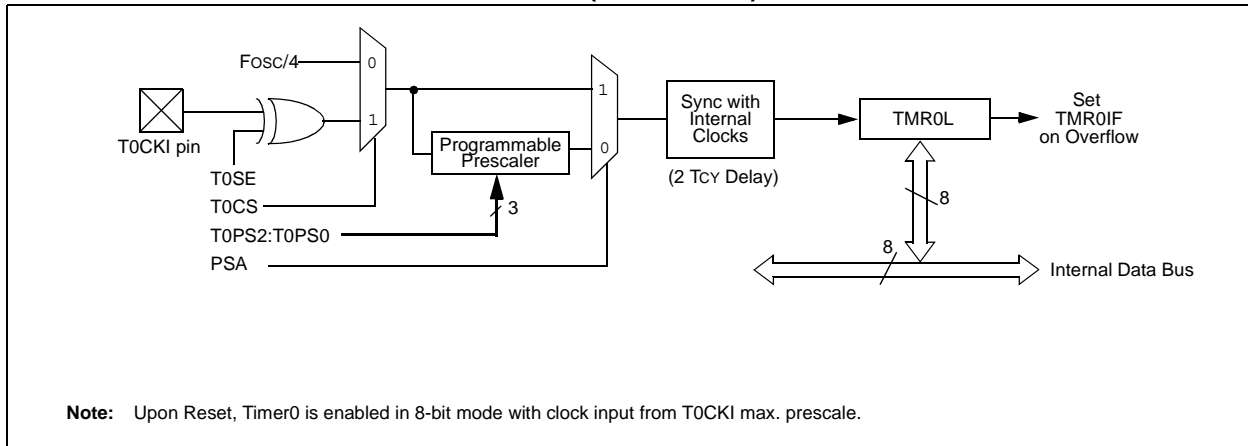 FOSC/4
0
1
T0CKI pin
T0SE
T0CS
T0PS2:T0PS0
PSA
Programmable
Prescaler
3
1
0
Sync with
Internal
Clocks
(2 TCY Delay)
TMR0L
Set
TMR0IF
on Overflow
8
8
Internal Data Bus
Note: Upon Reset, Timer0 is enabled in 8-bit mode with clock input from T0CKI max. prescale.